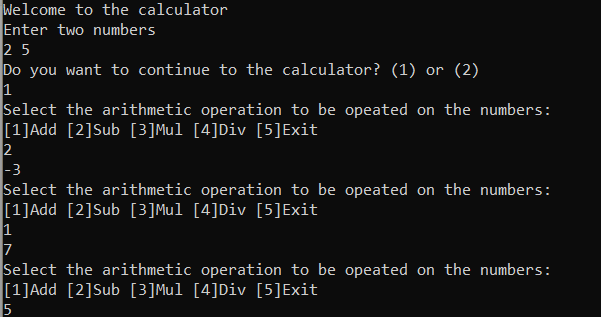 Welcome to the calculator
Enter two numbers
2 5
Do you want to continue to the calculator? (1) or (2)
1
Select the arithmetic operation to be opeated on the numbers:
[1]Add [2]Sub [3]Mul [4]Div [5]Exit
2
-3
Select the arithmetic operation to be opeated on the numbers:
[1]Add [2]Sub [3]Mul [4]Div [5]Exit
1
7
Select the arithmetic operation to be opeated on the numbers:
[1]Add [2]Sub [3]Mul [4]Div [5]Exit
5